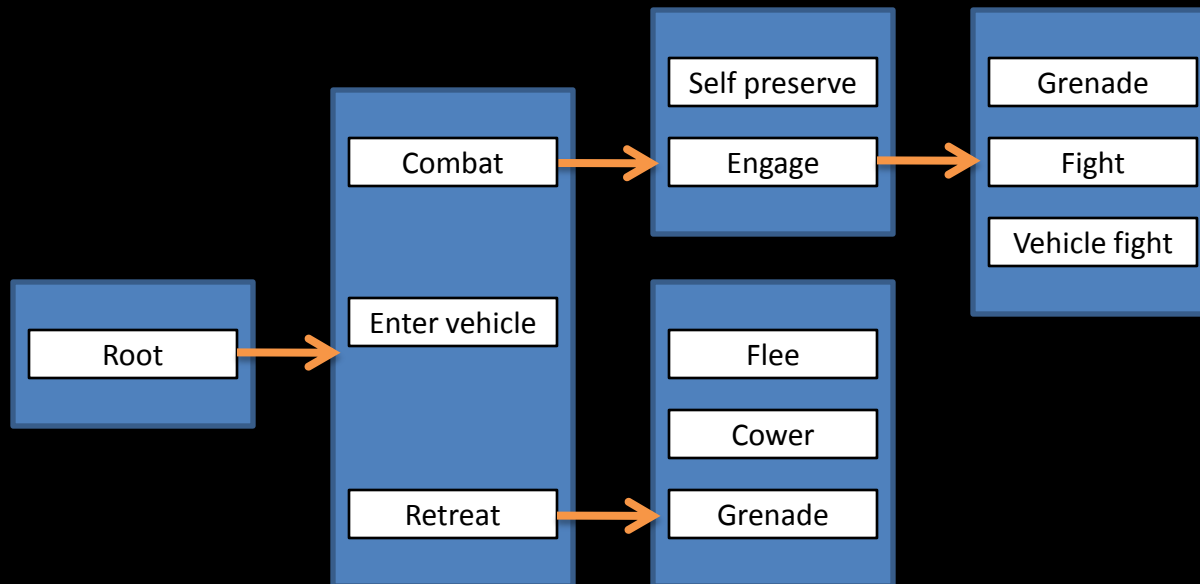 Root
Combat
Enter vehicle
Retreat
Self preserve
Engage
Flee
Cower
Grenade
Grenade
Fight
Vehicle fight